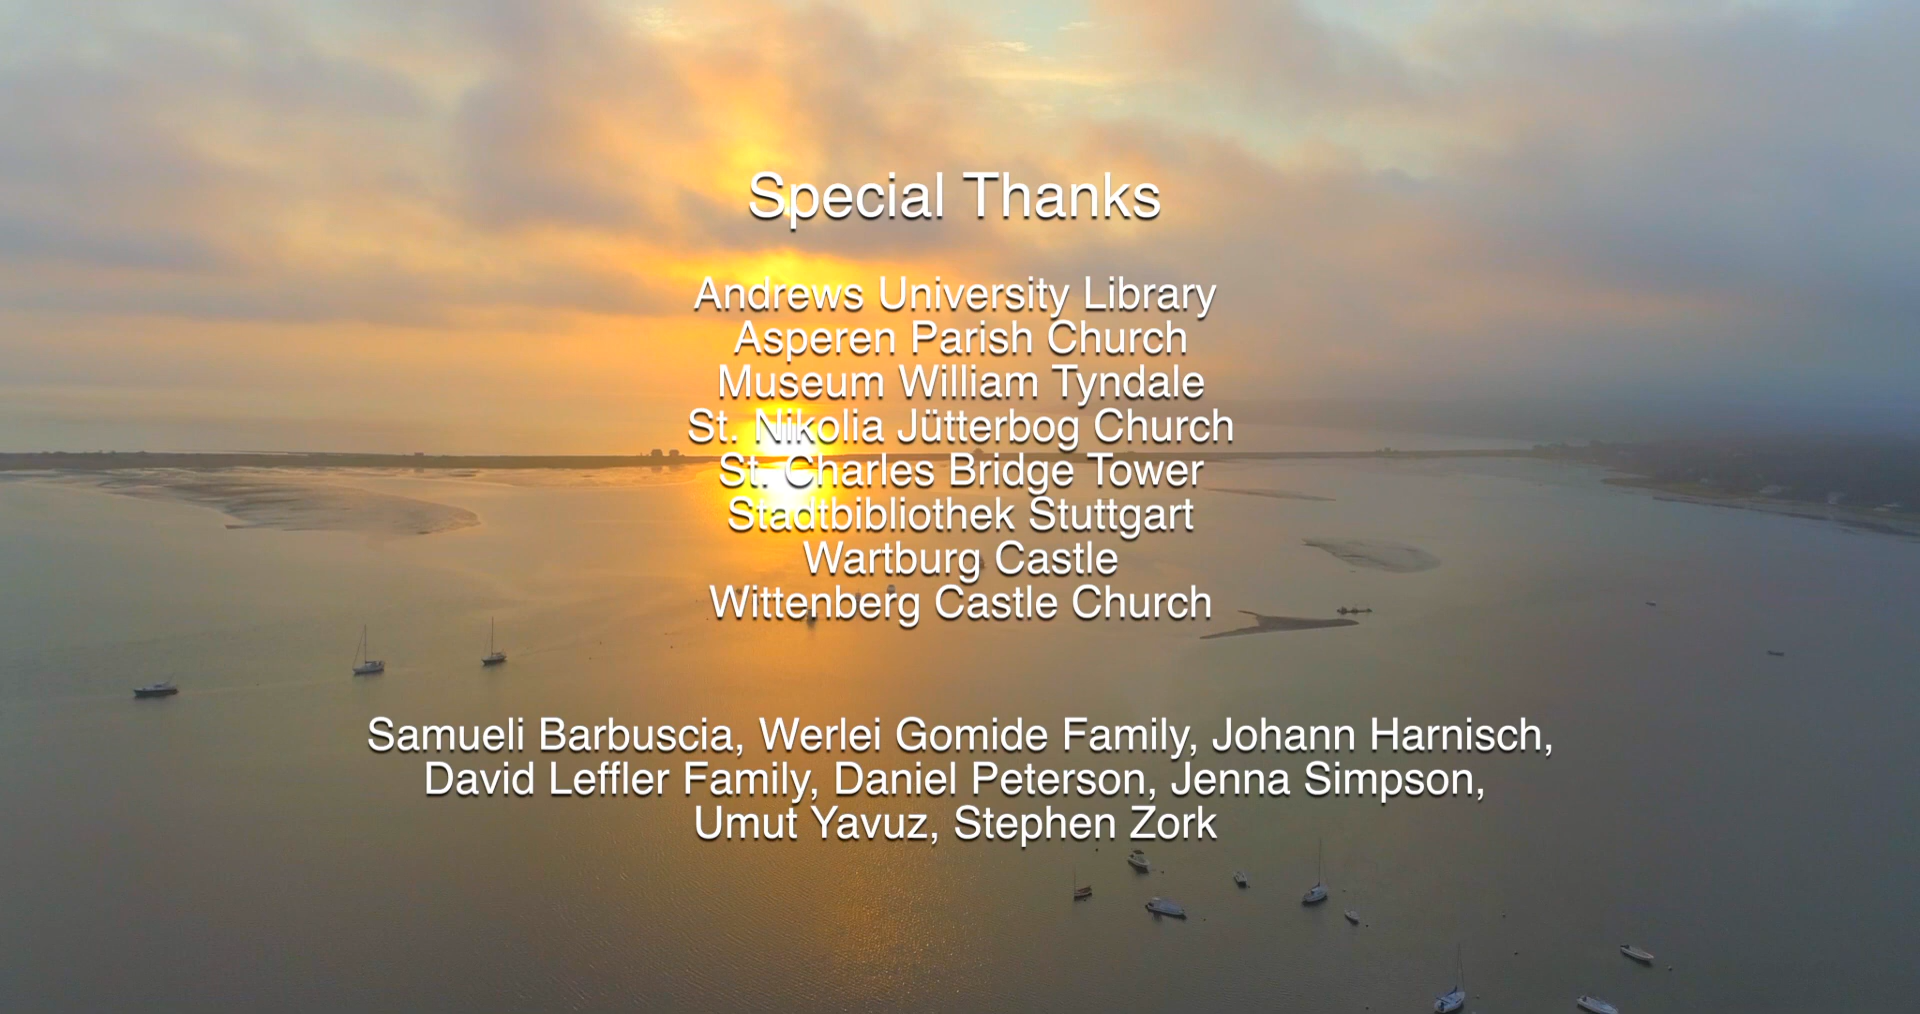 Special Thanks
Andrews University Library
Asperen Parish Church
Museum William Tyndale
St. Nikolia Jütterbog Church
St. Charles Bridge Tower
Stadtbibliothek Stuttgart
Wartburg Castle
Wittenberg Castle Church
Samueli Barbuscia, Werlei Gomide Family, Johann Harnisch,
David Leffler Family, Daniel Peterson, Jenna Simpson,
Umut Yavuz, Stephen Zork